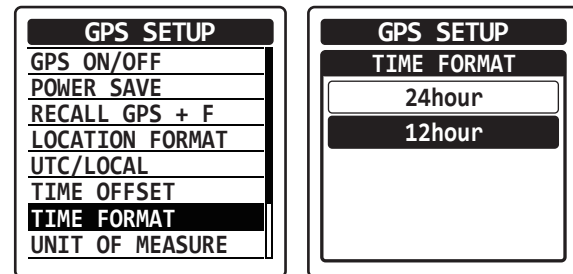 GPS SETUP
GPS ON/OFF
POWER SAVE
RECALL GPS + F
LOCATION FORMAT
UTC/LOCAL
TIME OFFSET
TIME FORMAT
UNIT OF MEASURE
GPS SETUP
TIME FORMAT
24hour
12hour